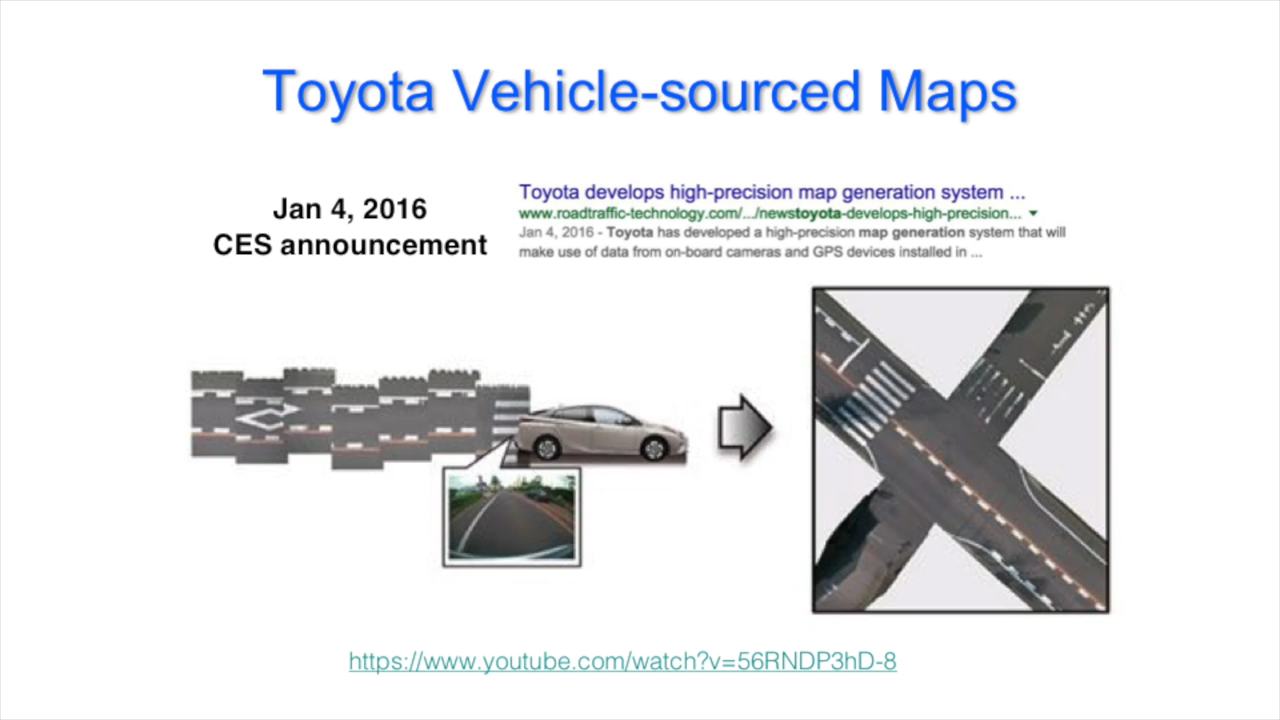 Toyota Vehicle-sourced Maps
Jan 4, 2016
CES announcement
Toyota develops high-precision map generation system ...
www.roadtraffic-technology.com/.../newstoyota-develops-high-precision...
Jan 4, 2016 - Toyota has developed a high-precision map generation system that will
make use of data from on-board cameras and GPS devices installed in ...
https://www.youtube.com/watch?v=56RNDP3hD-8